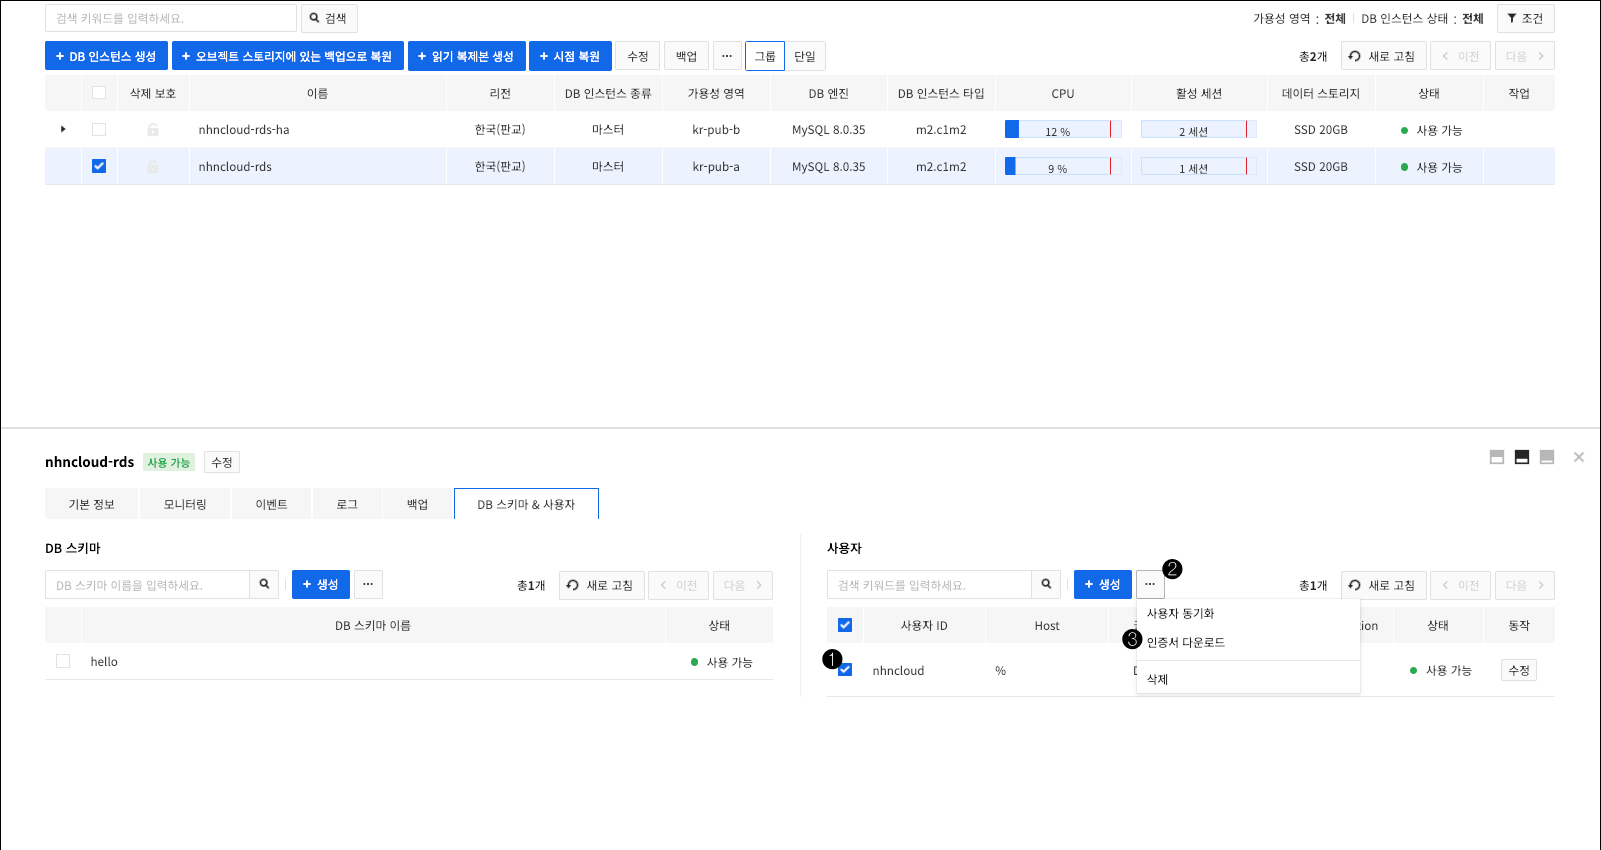 검색 키워드를 입력하세요. 검색 가용성 영역 : 전체 DB 인스턴스 상태 : 전체 조건
+ DB 인스턴스 생성 + 오브젝트 스토리지에 있는 백업으로 복원 + 읽기 복제본 생성 + 시점 복원 수정 백업 ... 그룹 단일 총2개 새로 고침 < 이전 다음 >
삭제 보호 이름 리전 DB 인스턴스 종류 가용성 영역 DB 엔진 DB 인스턴스 타입 CPU 활성 세션 데이터 스토리지 상태 작업
nhncloud-rds-ha 한국(판교) 마스터 kr-pub-b MySQL 8.0.35 m2.c1m2 12 % 2 세션 SSD 20GB 사용 가능
nhncloud-rds 한국(판교) 마스터 kr-pub-a MySQL 8.0.35 m2.c1m2 9 % 1 세션 SSD 20GB 사용 가능
nhncloud-rds 사용 가능 수정
기본 정보 모니터링 이벤트 로그 백업 DB 스키마 & 사용자
DB 스키마
DB 스키마 이름을 입력하세요. + 생성 ... 총1개 새로 고침 < 이전 다음 >
DB 스키마 이름 상태
hello 사용 가능
사용자
검색 키워드를 입력하세요. + 생성 ... 2 총1개 새로 고침 < 이전 다음 >
사용자 ID Host ion 상태 동작
1 nhncloud % D 사용 가능 수정
사용자 동기화
3 인증서 다운로드
삭제